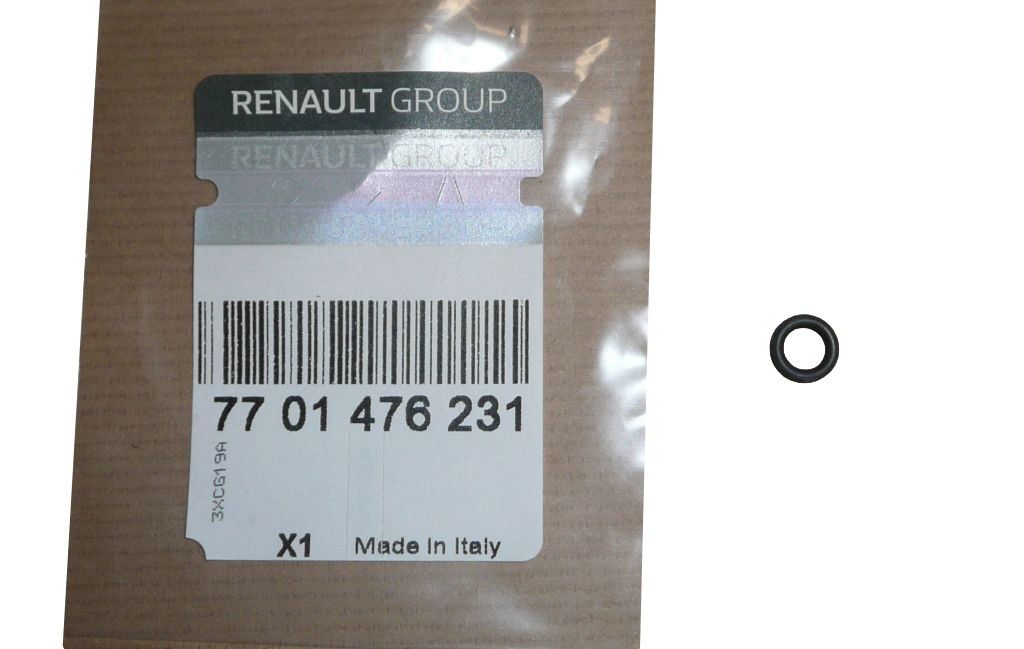 RENAULT GROUP
RENAULT GROUP
77 01 476 231
3XCG19A
X1 Made In Italy